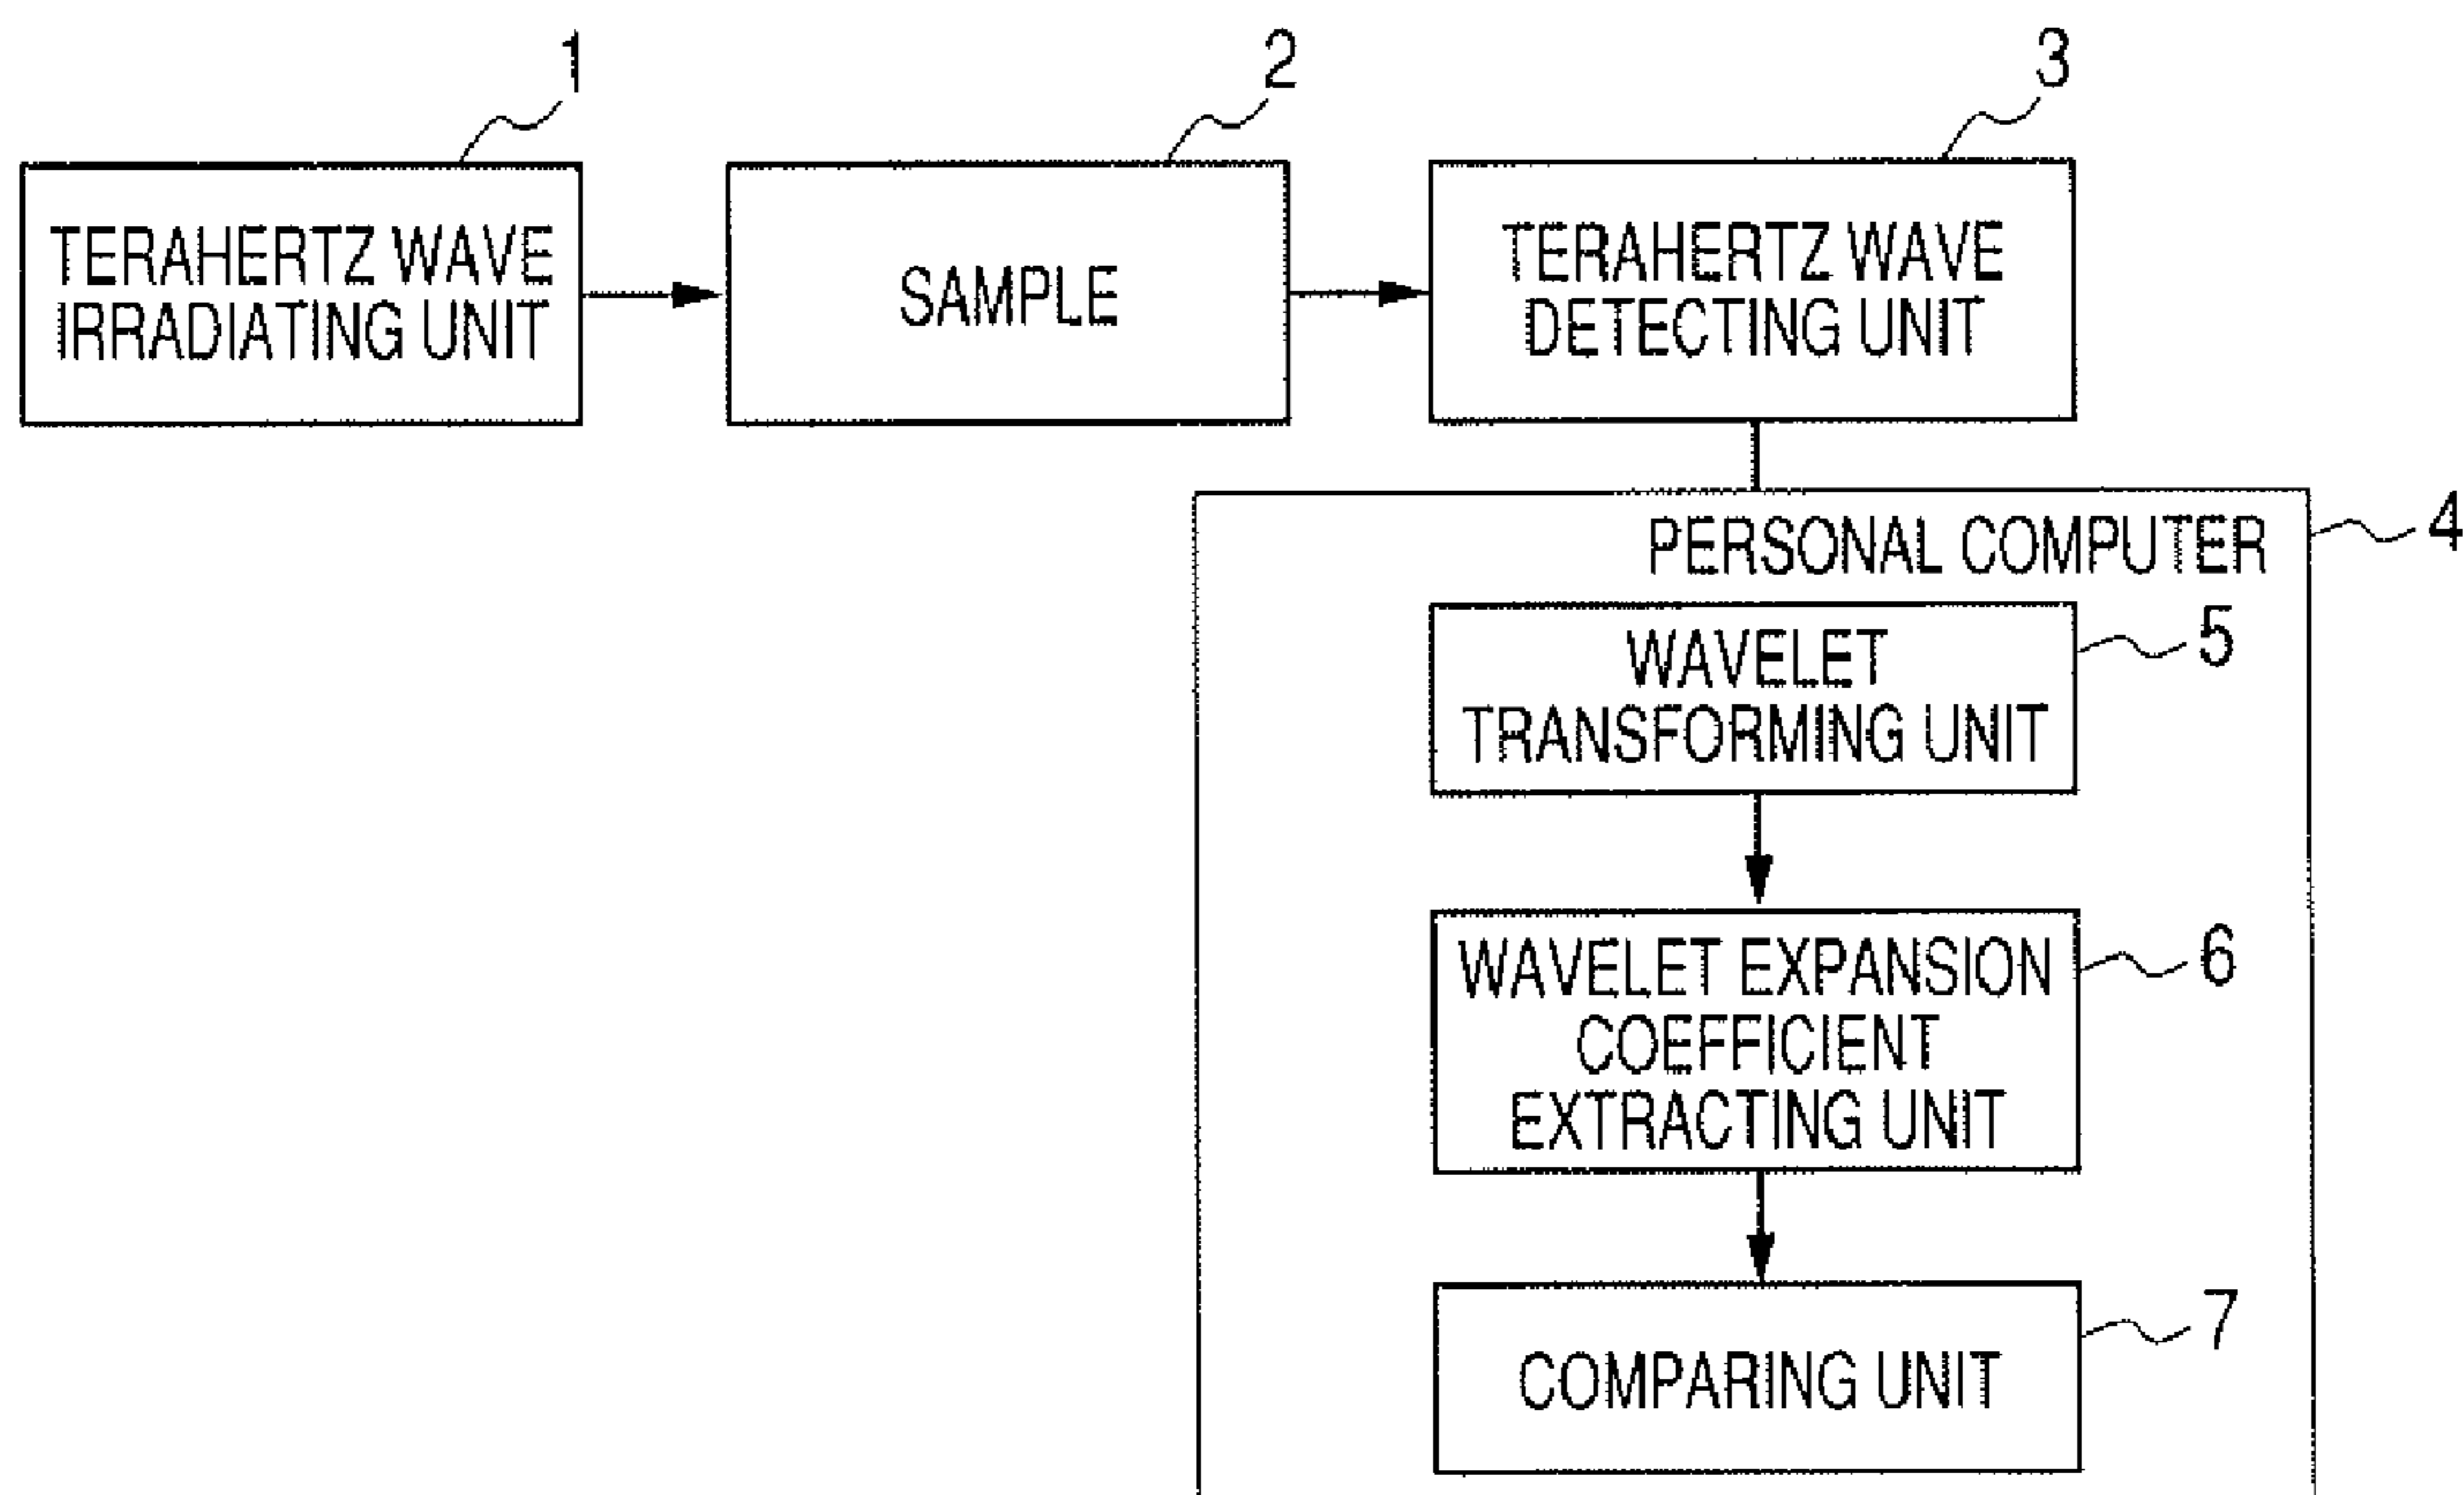 1
2
3
TERAHERTZ WAVE
IRRADIATING UNIT
SAMPLE
TERAHERTZ WAVE
DETECTING UNIT
PERSONAL COMPUTER
4
WAVELET
TRANSFORMING UNIT
5
WAVELET EXPANSION
COEFFICIENT
EXTRACTING UNIT
6
COMPARING UNIT
7